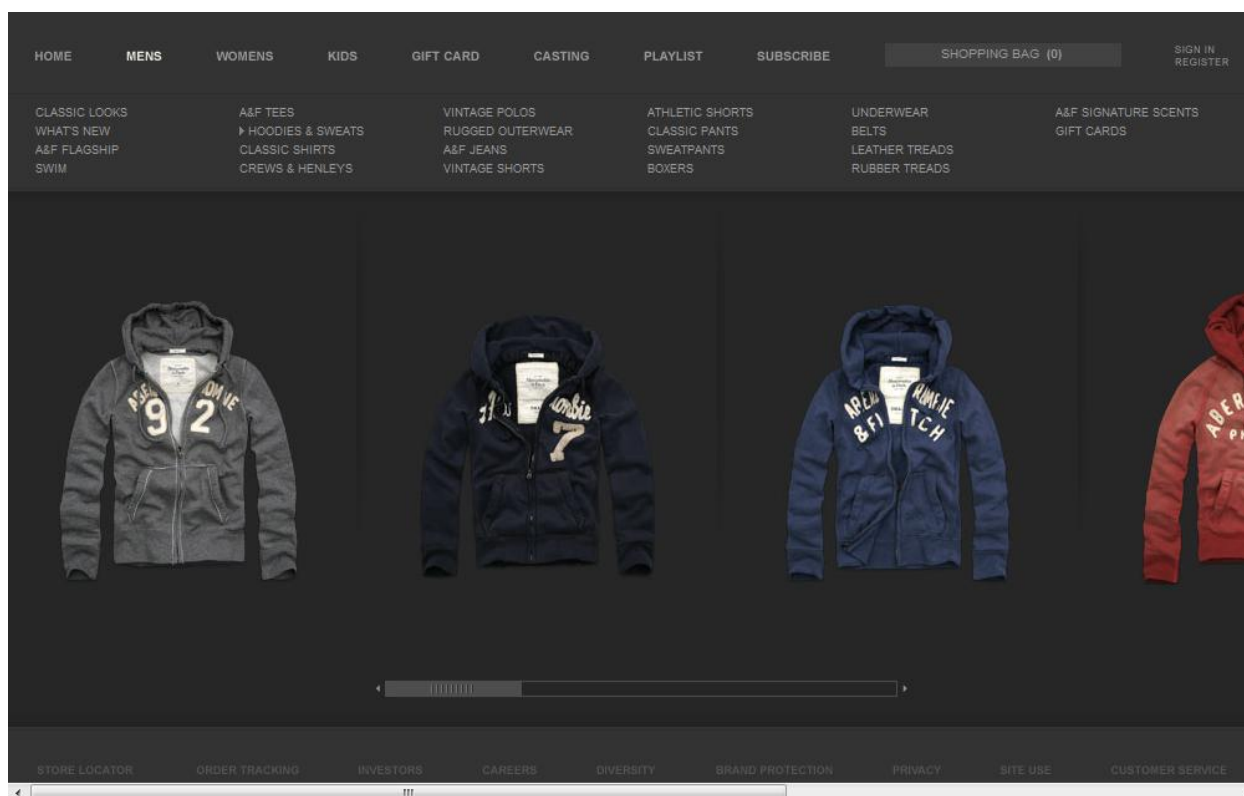 HOME MENS WOMENS KIDS GIFT CARD CASTING PLAYLIST SUBSCRIBE SHOPPING BAG (0) SIGN IN
REGISTER
CLASSIC LOOKS A&F TEES VINTAGE POLOS ATHLETIC SHORTS UNDERWEAR A&F SIGNATURE SCENTS
WHAT'S NEW HOODIES & SWEATS RUGGED OUTERWEAR CLASSIC PANTS BELTS GIFT CARDS
A&F FLAGSHIP CLASSIC SHIRTS A&F JEANS SWEATPANTS LEATHER TREADS
SWIM CREWS & HENLEYS VINTAGE SHORTS BOXERS RUBBER TREADS
92
7
STORE LOCATOR ORDER TRACKING INVESTORS CAREERS DIVERSITY BRAND PROTECTION PRIVACY SITE USE CUSTOMER SERVICE